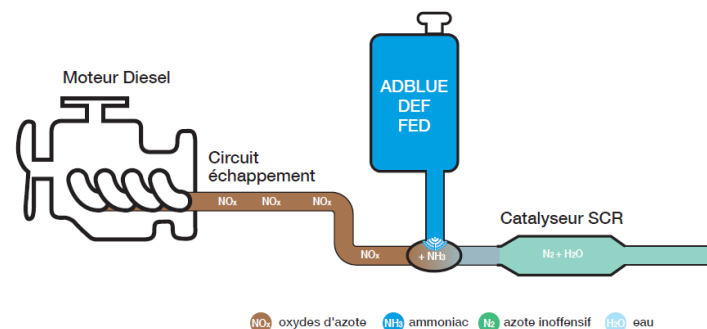 Moteur Diesel
ADBLUE
DEF
FED
Circuit
échappement
NOx
NOx
NOx
Catalyseur SCR
NOx
+ NH3
N2 + H2O
NOx oxydes d'azote NH3 ammoniac N2 azote inoffensif H2O eau